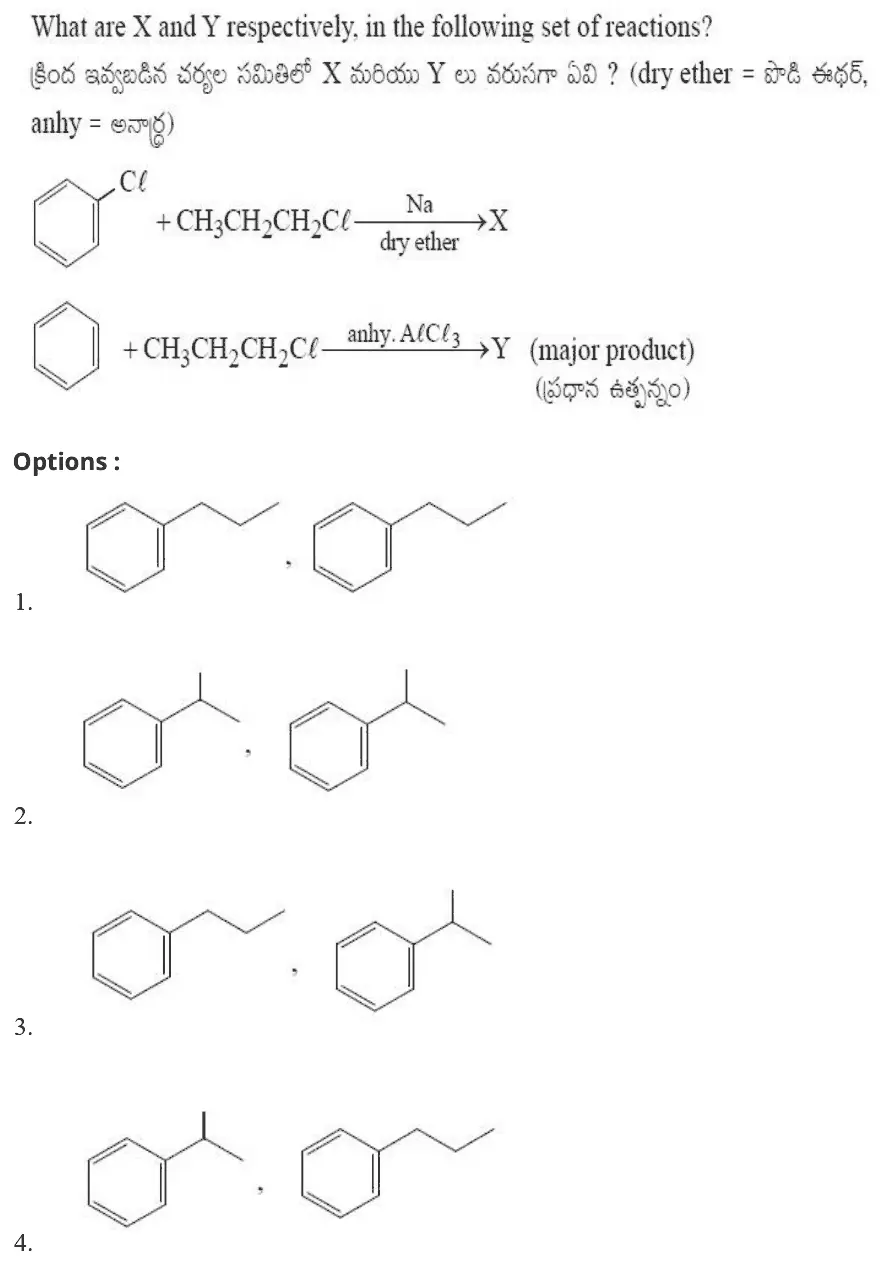 What are X and Y respectively, in the following set of reactions?
క్రింద ఇవ్వబడిన చర్యల సమితిలో X మరియు Y లు వరుసగా ఏవి ? (dry ether = పొడి ఈథర్,
anhy = అనార్ద్ర)
Cℓ
+ CH₃CH₂CH₂Cℓ Na dry ether →X
+ CH₃CH₂CH₂Cℓ anhy. AℓCℓ₃ →Y (major product)
(ప్రధాన ఉత్పన్నం)
Options :
,
1.
,
2.
,
3.
,
4.